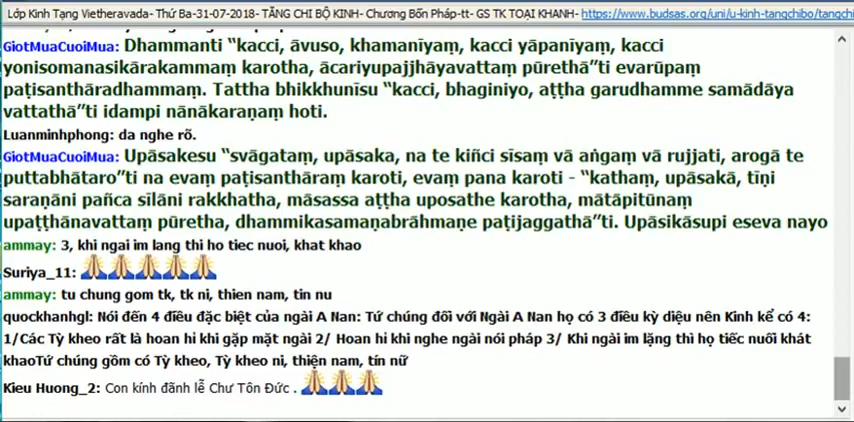 Lớp Kinh Tạng Vietheravada- Thứ Ba-31-07-2018- TĂNG CHI BỘ KINH- Chương Bốn Pháp-tt- GS TK TOẠI KHANH- https://www.budsas.org/uni/u-kinh-tangchibo/tangchi
GiotMuaCuoiMua: Dhammanti “kacci, āvuso, khamanīyaṃ, kacci yāpanīyaṃ, kacci
yonisomanasikārakammaṃ karotha, ācariyupajjhāyavattaṃ pūrethā”ti evarūpaṃ
paṭisanthāradhammaṃ. Tattha bhikkhunīsu “kacci, bhaginiyo, aṭṭha garudhamme samādāya
vattathā”ti idampi nānākaraṇaṃ hoti.
Luanminhphong: da nghe rõ.
GiotMuaCuoiMua: Upāsakesu “svāgataṃ, upāsaka, na te kiñci sīsaṃ vā aṅgaṃ vā rujjati, arogā te
puttabhātaro”ti na evaṃ paṭisanthāraṃ karoti, evaṃ pana karoti - “kathaṃ, upāsakā, tīṇi
saraṇāni pañca sīlāni rakkhatha, māsassa aṭṭha uposathe karotha, mātāpitūnaṃ
upaṭṭhānavattaṃ pūretha, dhammikasamaṇabrāhmaṇe paṭijaggathā”ti. Upāsikāsupi eseva nayo
ammay: 3, khi ngai im lang thi ho tiec nuoi, khat khao
Suriya_11:
ammay: tu chung gom tk, tk ni, thien nam, tin nu
quockhanhgl: Nói đến 4 điều đặc biệt của ngài A Nan: Tứ chúng đối với Ngài A Nan họ có 3 điều kỳ diệu nên Kinh kể có 4:
1/Các Tỳ kheo rất là hoan hỉ khi gặp mặt ngài 2/ Hoan hỉ khi nghe ngài nói pháp 3/ Khi ngài im lặng thì họ tiếc nuối khát
khaoTứ chúng gồm có Tỳ kheo, Tỳ kheo ni, thiện nam, tín nữ
Kieu Huong_2: Con kính đãnh lễ Chư Tôn Đức .